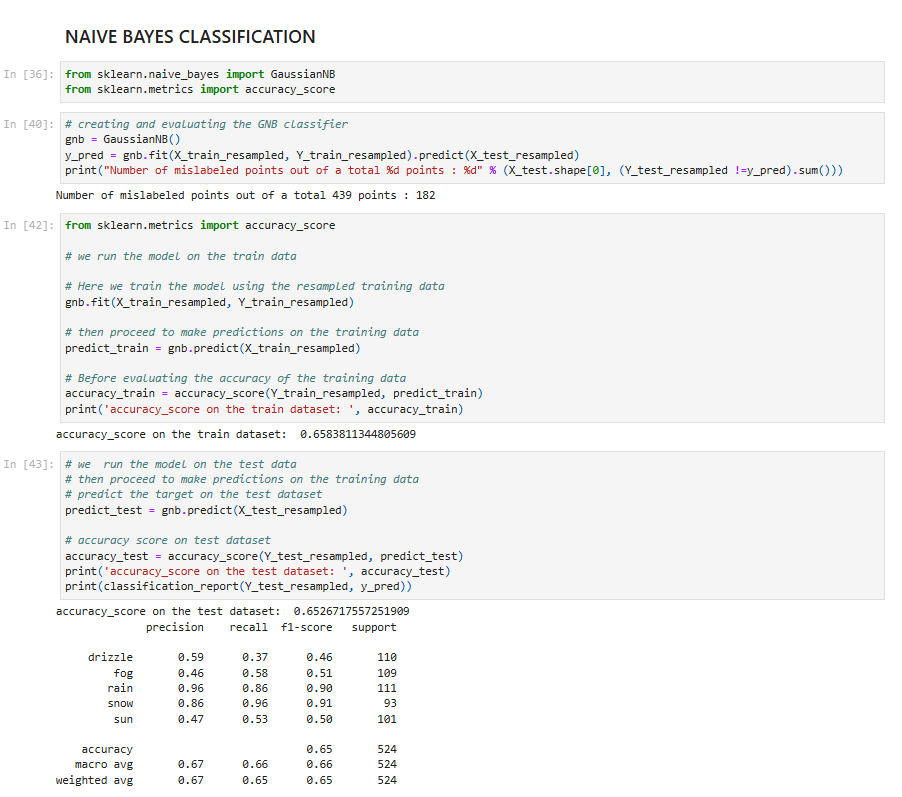 NAIVE BAYES CLASSIFICATION
In [36]: from sklearn.naive_bayes import GaussianNB
from sklearn.metrics import accuracy_score
In [40]: # creating and evaluating the GNB classifier
gnb = GaussianNB()
y_pred = gnb.fit(X_train_resampled, Y_train_resampled).predict(X_test_resampled)
print("Number of mislabeled points out of a total %d points : %d" % (X_test.shape[0], (Y_test_resampled !=y_pred).sum()))
Number of mislabeled points out of a total 439 points : 182
In [42]: from sklearn.metrics import accuracy_score
# we run the model on the train data
# Here we train the model using the resampled training data
gnb.fit(X_train_resampled, Y_train_resampled)
# then proceed to make predictions on the training data
predict_train = gnb.predict(X_train_resampled)
# Before evaluating the accuracy of the training data
accuracy_train = accuracy_score(Y_train_resampled, predict_train)
print('accuracy_score on the train dataset: ', accuracy_train)
accuracy_score on the train dataset:  0.6583811344805609
In [43]: # we  run the model on the test data
# then proceed to make predictions on the training data
# predict the target on the test dataset
predict_test = gnb.predict(X_test_resampled)
# accuracy score on test dataset
accuracy_test = accuracy_score(Y_test_resampled, predict_test)
print('accuracy_score on the test dataset: ', accuracy_test)
print(classification_report(Y_test_resampled, y_pred))
accuracy_score on the test dataset:  0.6526717557251909
precision recall f1-score support
drizzle 0.59 0.37 0.46 110
fog 0.46 0.58 0.51 109
rain 0.96 0.86 0.90 111
snow 0.86 0.96 0.91 93
sun 0.47 0.53 0.50 101
accuracy 0.65 524
macro avg 0.67 0.66 0.66 524
weighted avg 0.67 0.65 0.65 524